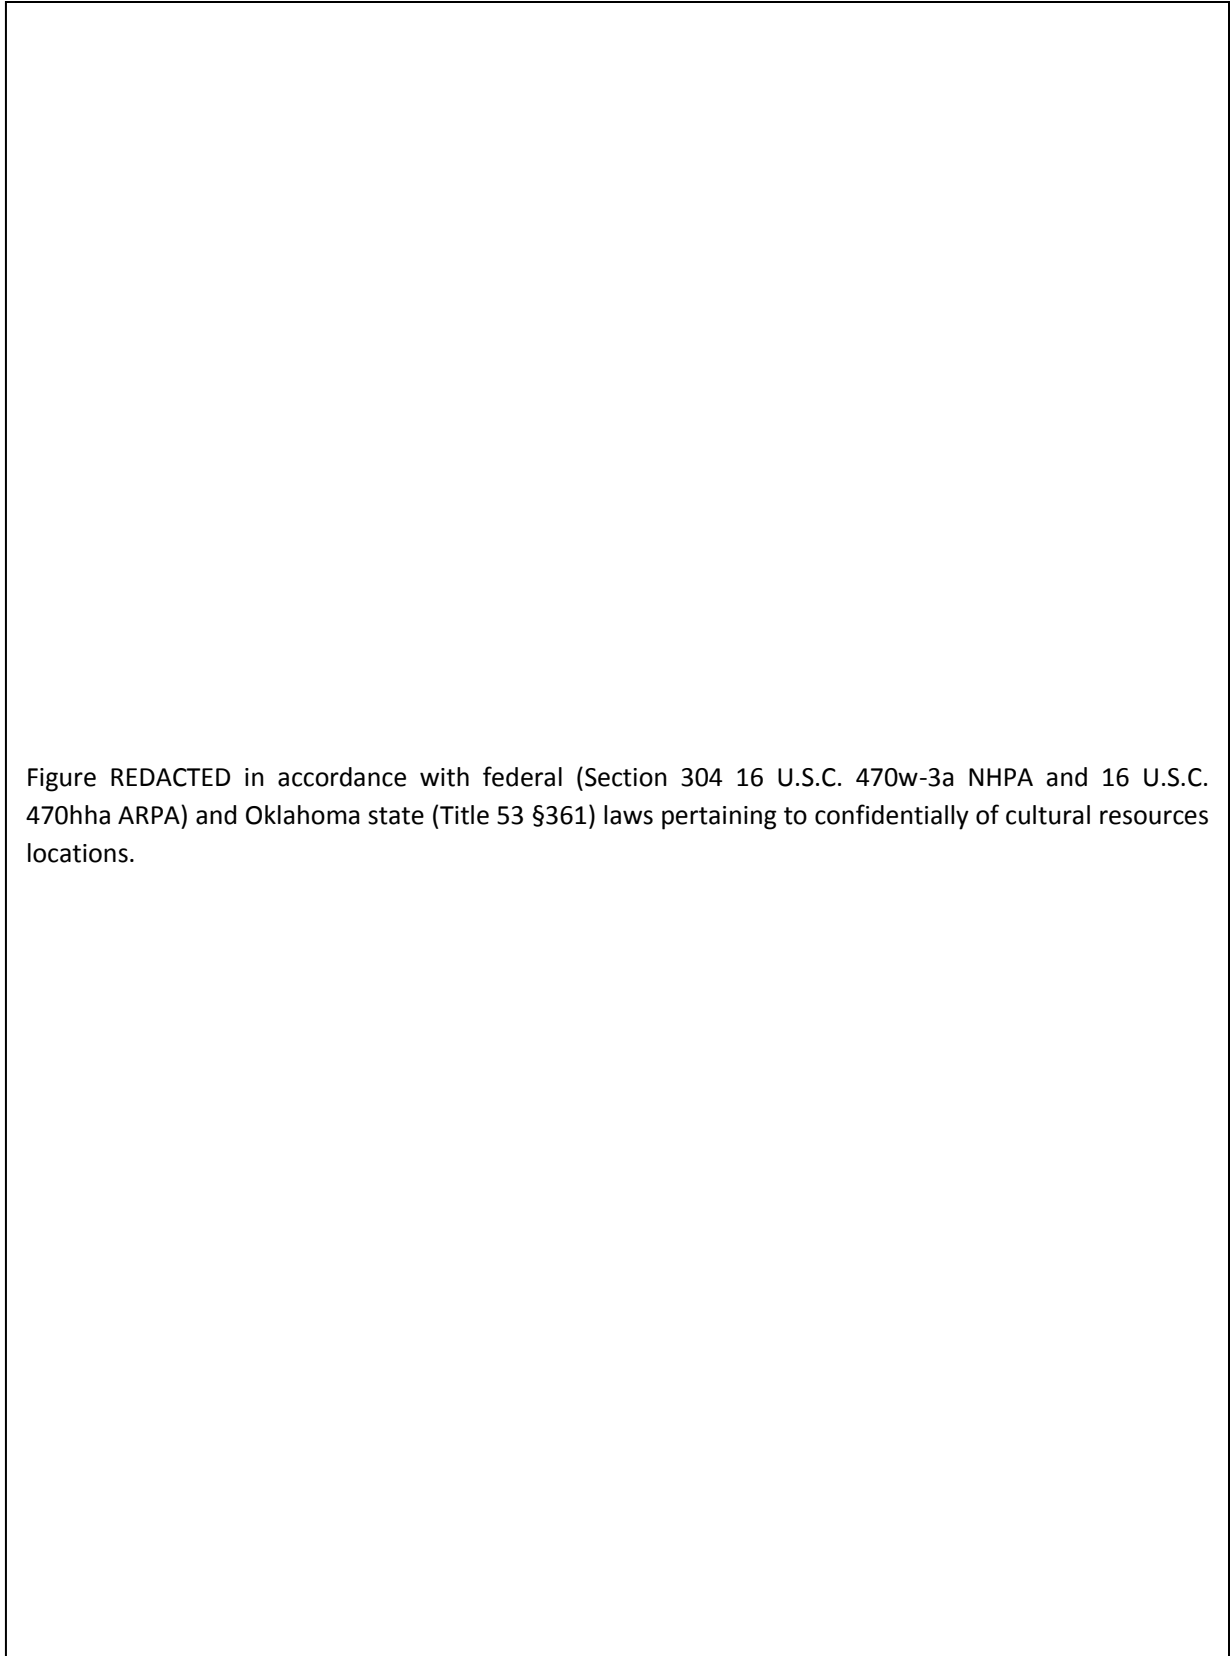 Figure REDACTED in accordance with federal (Section 304 16 U.S.C. 470w-3a NHPA and 16 U.S.C.
470hha ARPA) and Oklahoma state (Title 53 §361) laws pertaining to confidentially of cultural resources
locations.